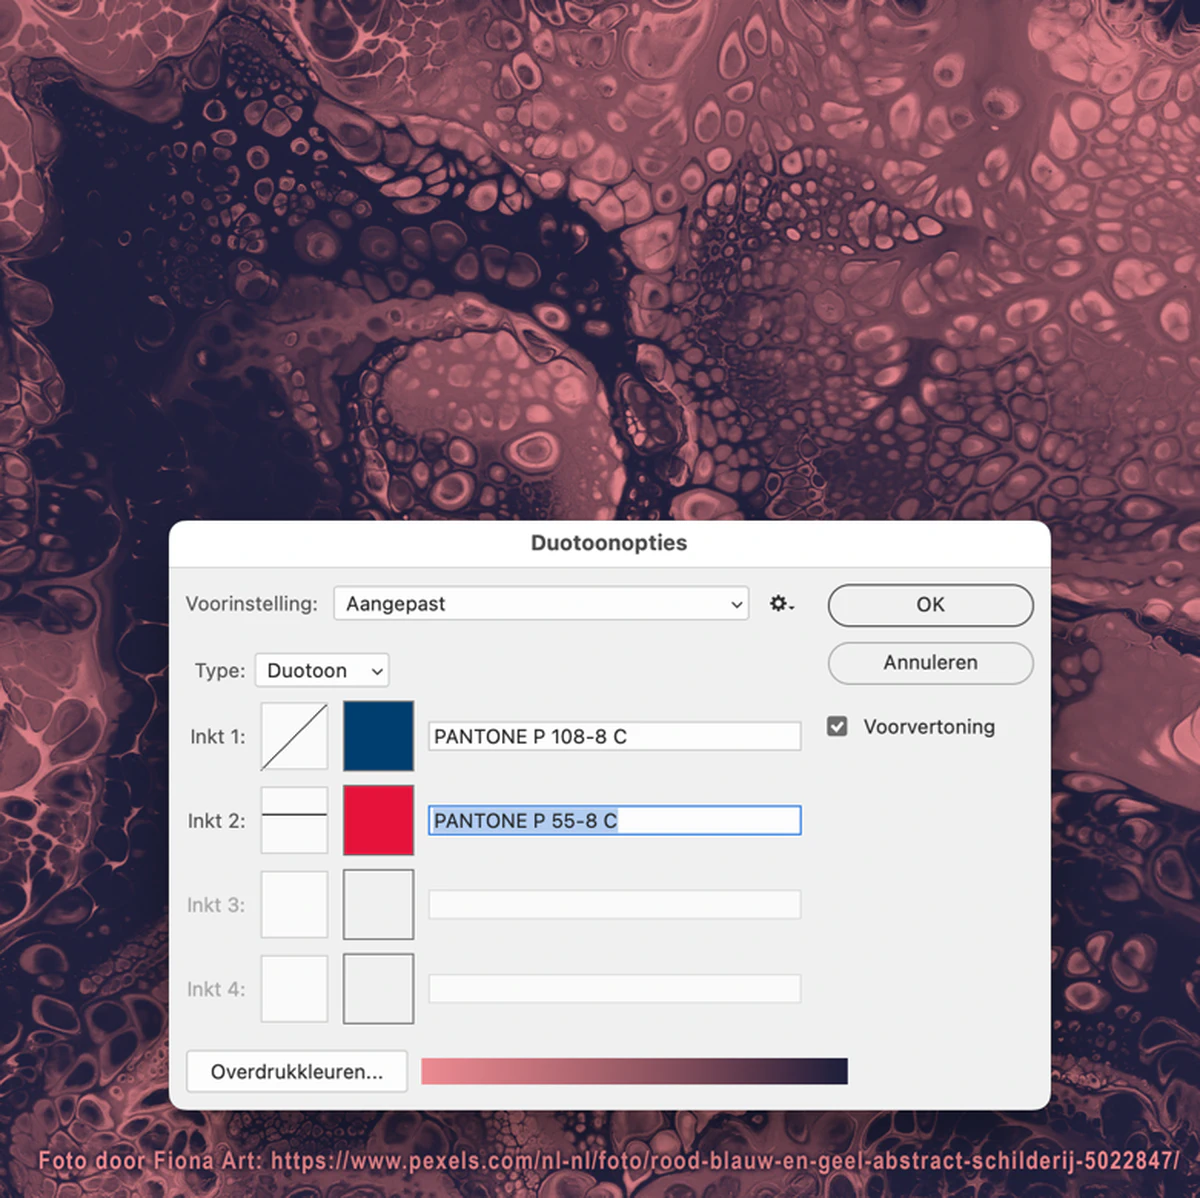 Duotoonopties
Voorinstelling: Aangepast
OK
Type: Duotoon
Annuleren
Inkt 1: PANTONE P 108-8 C
Voorvertoning
Inkt 2: PANTONE P 55-8 C
Inkt 3:
Inkt 4:
Overdrukkleuren...
Foto door Fiona Art: https://www.pexels.com/nl-nl/foto/rood-blauw-en-geel-abstract-schilderij-5022847/